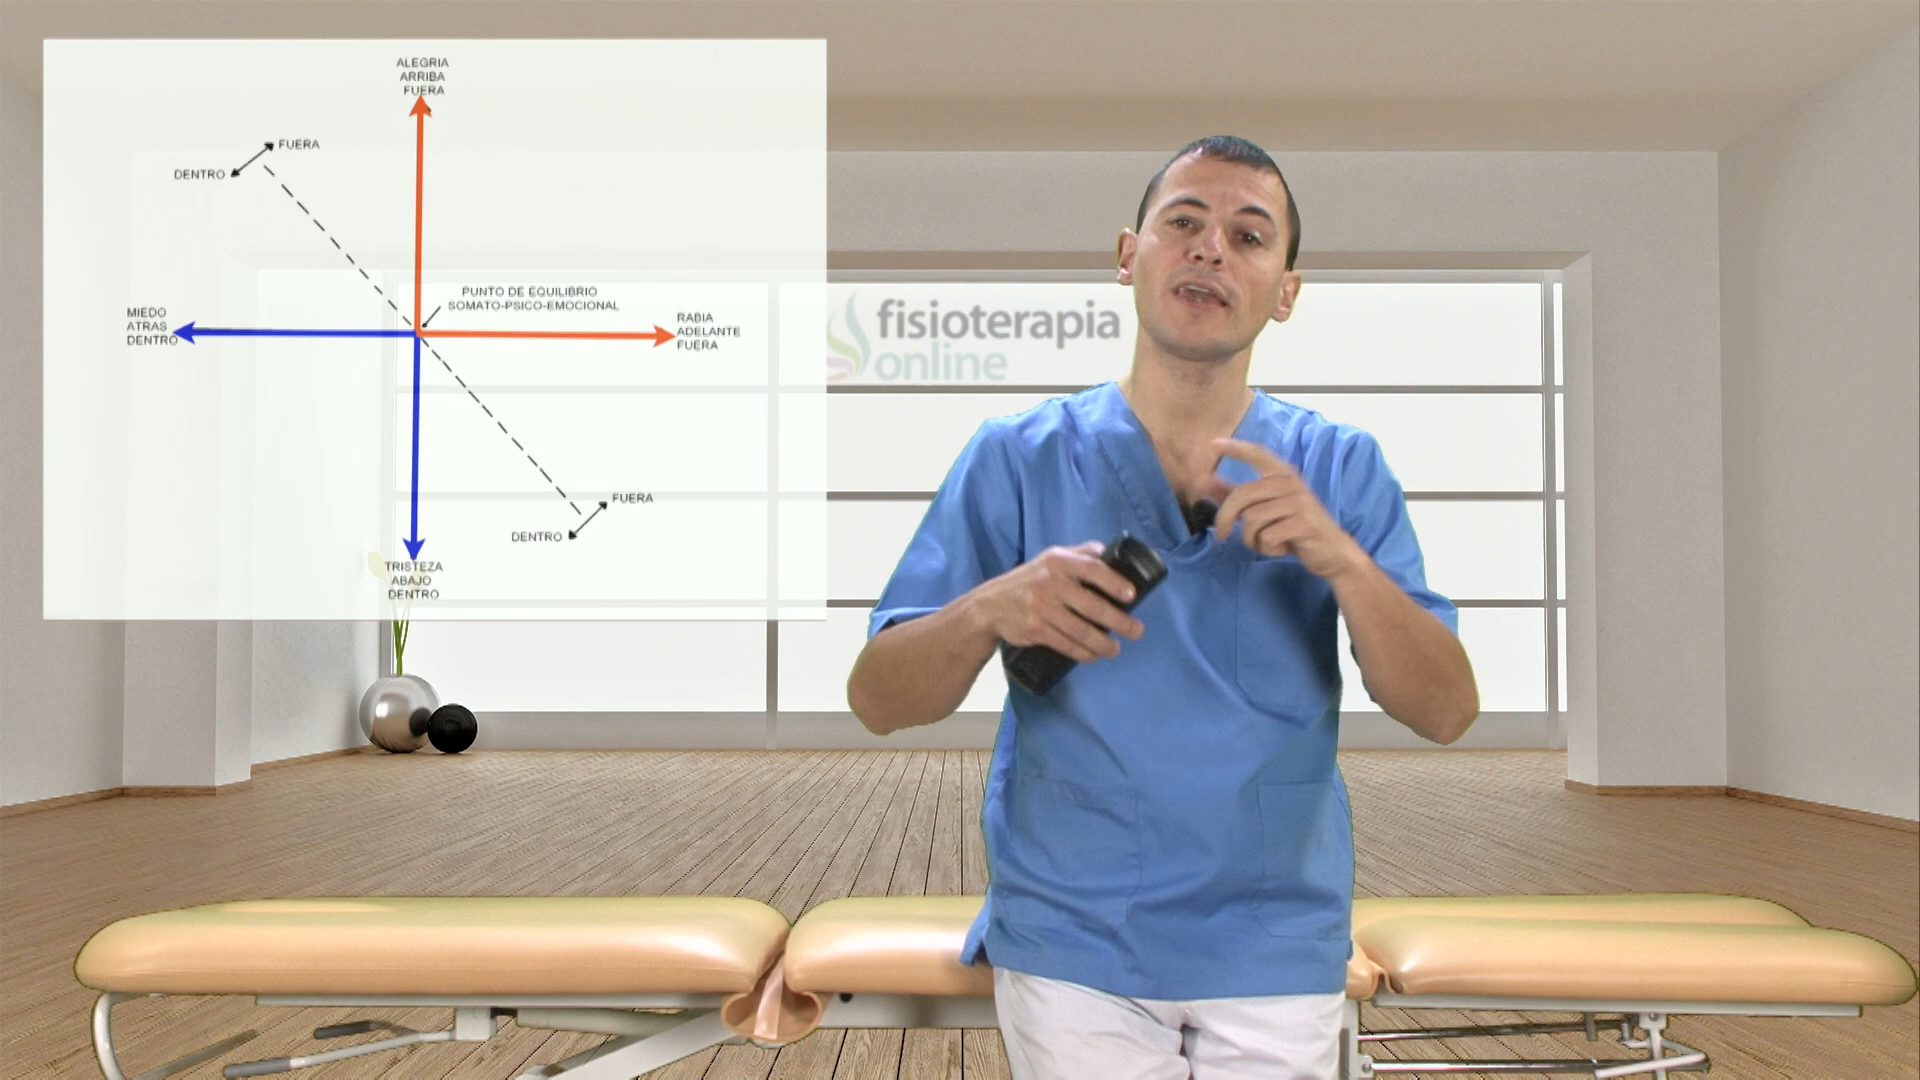 ALEGRIA
ARRIBA
FUERA
FUERA
DENTRO
PUNTO DE EQUILIBRIO
SOMATO-PSICO-EMOCIONAL
MIEDO
ATRAS
DENTRO
RABIA
ADELANTE
FUERA
fisioterapia
online
FUERA
DENTRO
TRISTEZA
ABAJO
DENTRO